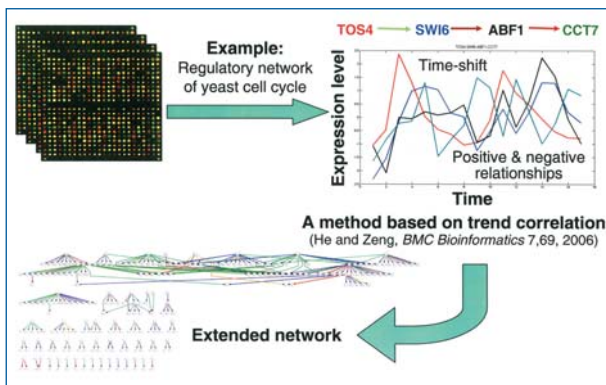 Example:
Regulatory network
of yeast cell cycle
TOS4 SWI6 ABF1 CCT7
Expression level
Time-shift
Positive & negative
relationships
Time
A method based on trend correlation
(He and Zeng, BMC Bioinformatics 7,69, 2006)
Extended network